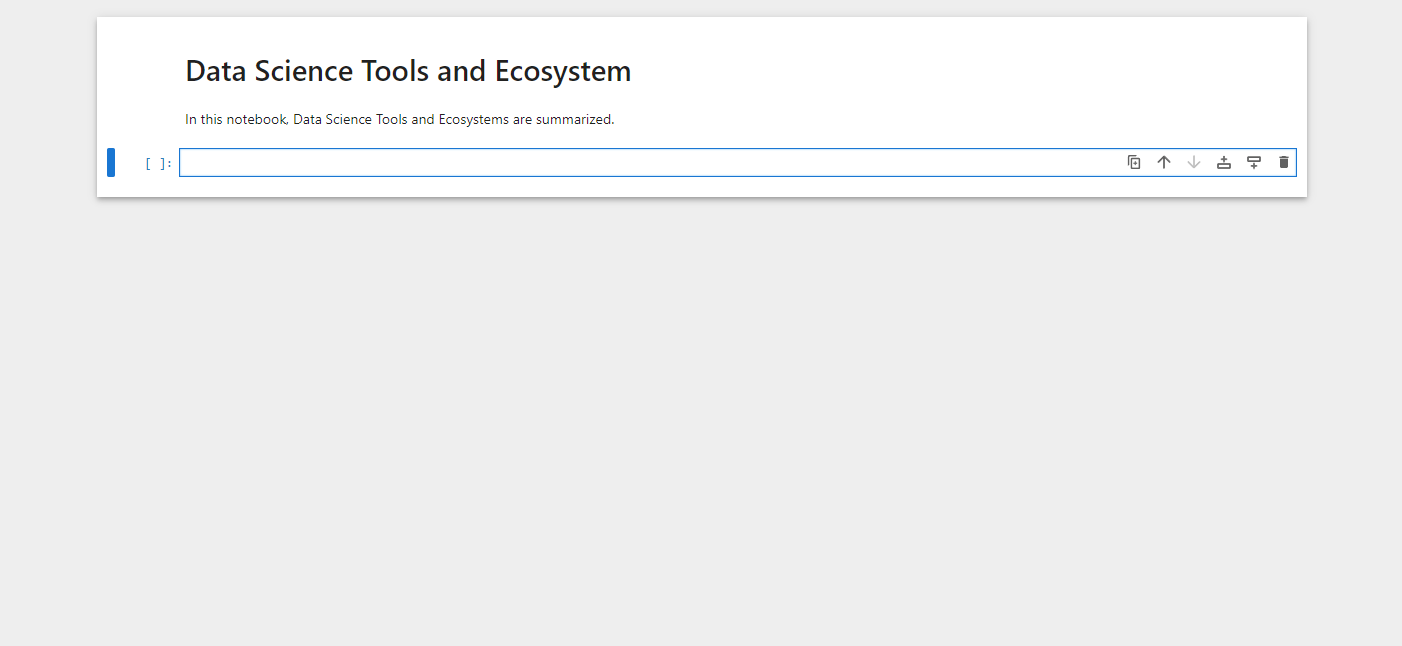 Data Science Tools and Ecosystem
In this notebook, Data Science Tools and Ecosystems are summarized.
[ ]: